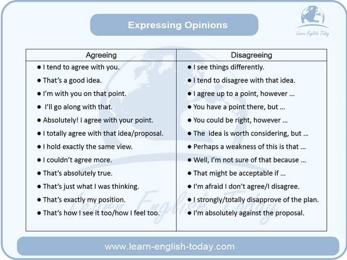 Expressing Opinions
Learn English Today
Agreeing
Disagreeing
● I tend to agree with you.
● I see things differently.
● That's a good idea.
● I tend to disagree with that idea.
● I'm with you on that point.
● I agree up to a point, however ...
● I'll go along with that.
● You have a point there, but ...
● Absolutely! I agree with your point.
● You could be right, however ...
● I totally agree with that idea/proposal.
● The idea is worth considering, but ...
● I hold exactly the same view.
● Perhaps a weakness of this is that ...
● I couldn't agree more.
● Well, I'm not sure of that because ...
● That's absolutely true.
● That might be acceptable if ...
● That's just what I was thinking.
● I'm afraid I don't agree/I disagree.
● That's exactly my position.
● I strongly/totally disapprove of the plan.
● That's how I see it too/how I feel too.
● I'm absolutely against the proposal.
Learn English Today
www.learn-english-today.com